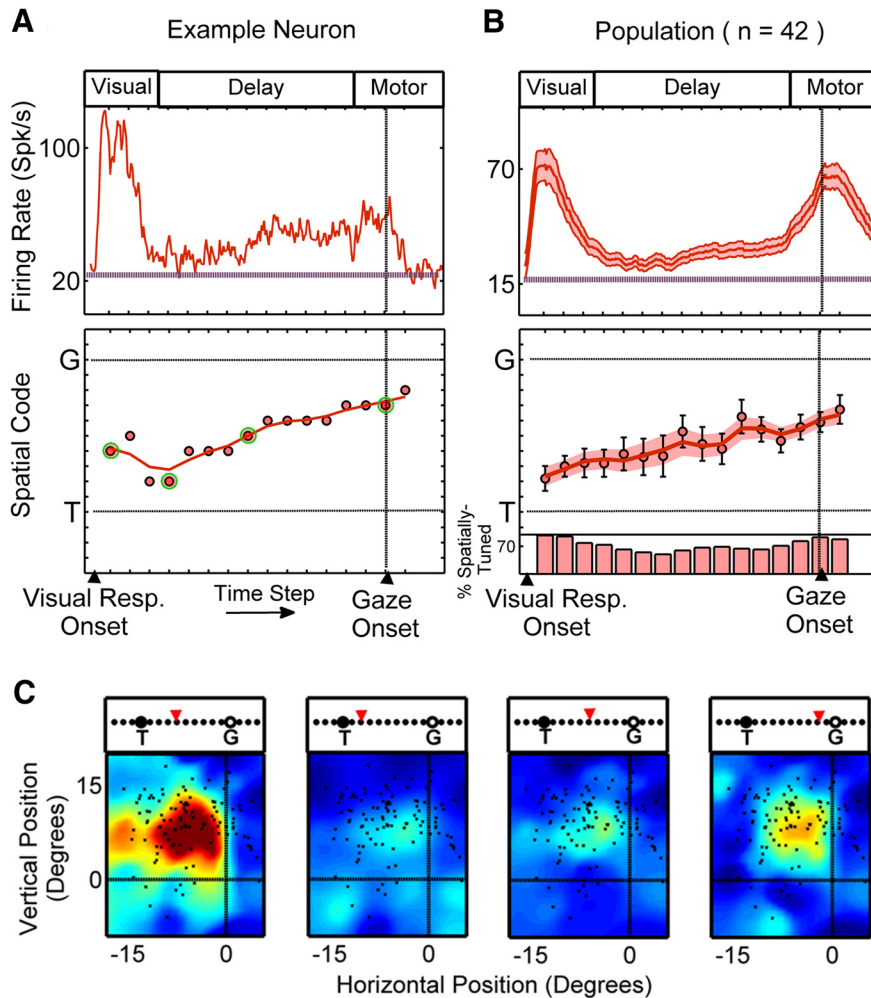 A
Example Neuron
Visual
Delay
Motor
Firing Rate (Spk/s)
100
20
Spatial Code
G
T
Visual Resp.
Onset
Time Step
Gaze
Onset
B
Population ( n = 42 )
Visual
Delay
Motor
70
15
G
T
% Spatially-
Tuned
70
Visual Resp.
Onset
Gaze
Onset
C
T
G
T
G
T
G
T
G
Vertical Position
(Degrees)
15
0
-15
0
-15
0
-15
0
-15
0
Horizontal Position (Degrees)